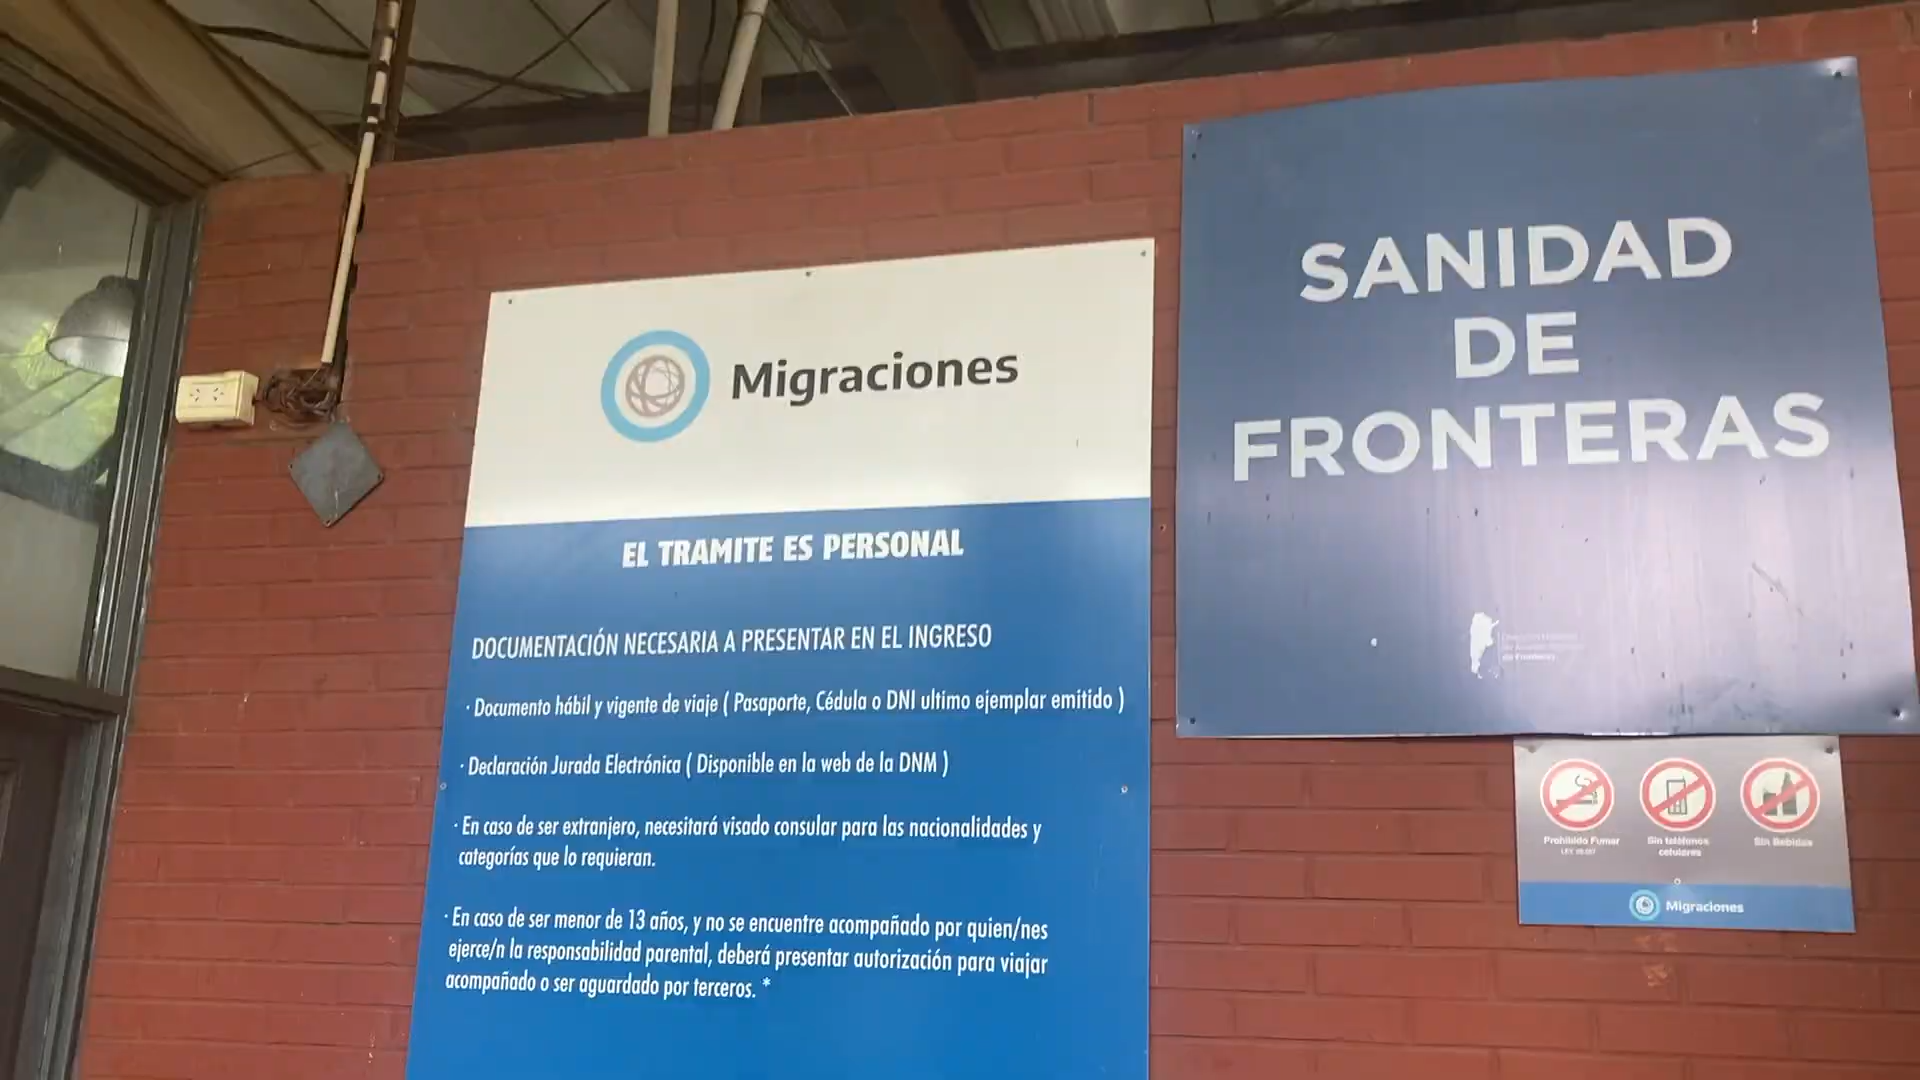 Migraciones
EL TRAMITE ES PERSONAL
DOCUMENTACIÓN NECESARIA A PRESENTAR EN EL INGRESO
· Documento hábil y vigente de viaje ( Pasaporte, Cédula o DNI ultimo ejemplar emitido )
· Declaración Jurada Electrónica ( Disponible en la web de la DNM )
· En caso de ser extranjero, necesitará visado consular para las nacionalidades y
categorías que lo requieran.
· En caso de ser menor de 13 años, y no se encuentre acompañado por quien/nes
ejerce/n la responsabilidad parental, deberá presentar autorización para viajar
acompañado o ser aguardado por terceros. *
SANIDAD
DE
FRONTERAS
de Fronteras
Prohibido Fumar
LEY
Sin teléfonos
celulares
Sin Bebidas
Migraciones